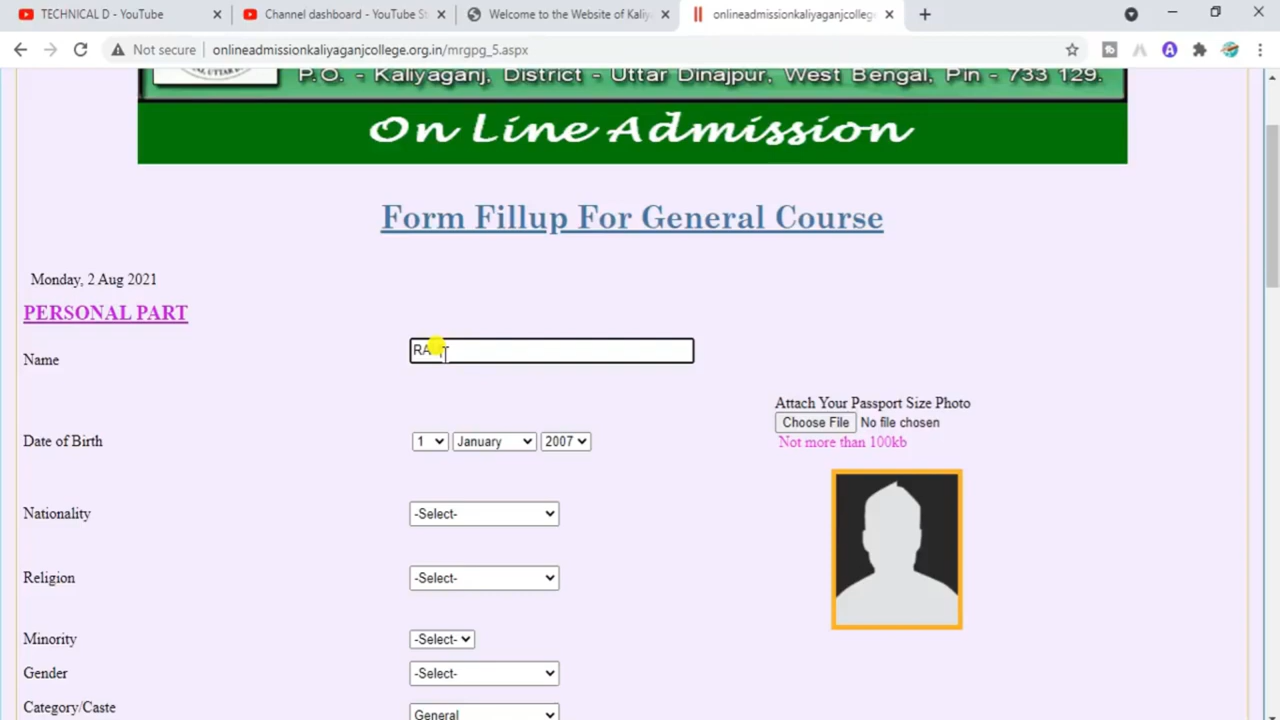 TECHNICAL D - YouTube
Channel dashboard - YouTube St
Welcome to the Website of Kaliy
onlineadmissionkaliyaganjcollege
Not secure
onlineadmissionkaliyaganjcollege.org.in/mrgpg_5.aspx
P.O. - Kaliyaganj, District - Uttar Dinajpur, West Bengal, Pin - 733 129.
On Line Admission
Form Fillup For General Course
Monday, 2 Aug 2021
PERSONAL PART
Name
Attach Your Passport Size Photo
Choose File No file chosen
Not more than 100kb
Date of Birth
1 January 2007
Nationality
-Select-
Religion
-Select-
Minority
-Select-
Gender
-Select-
Category/Caste
General